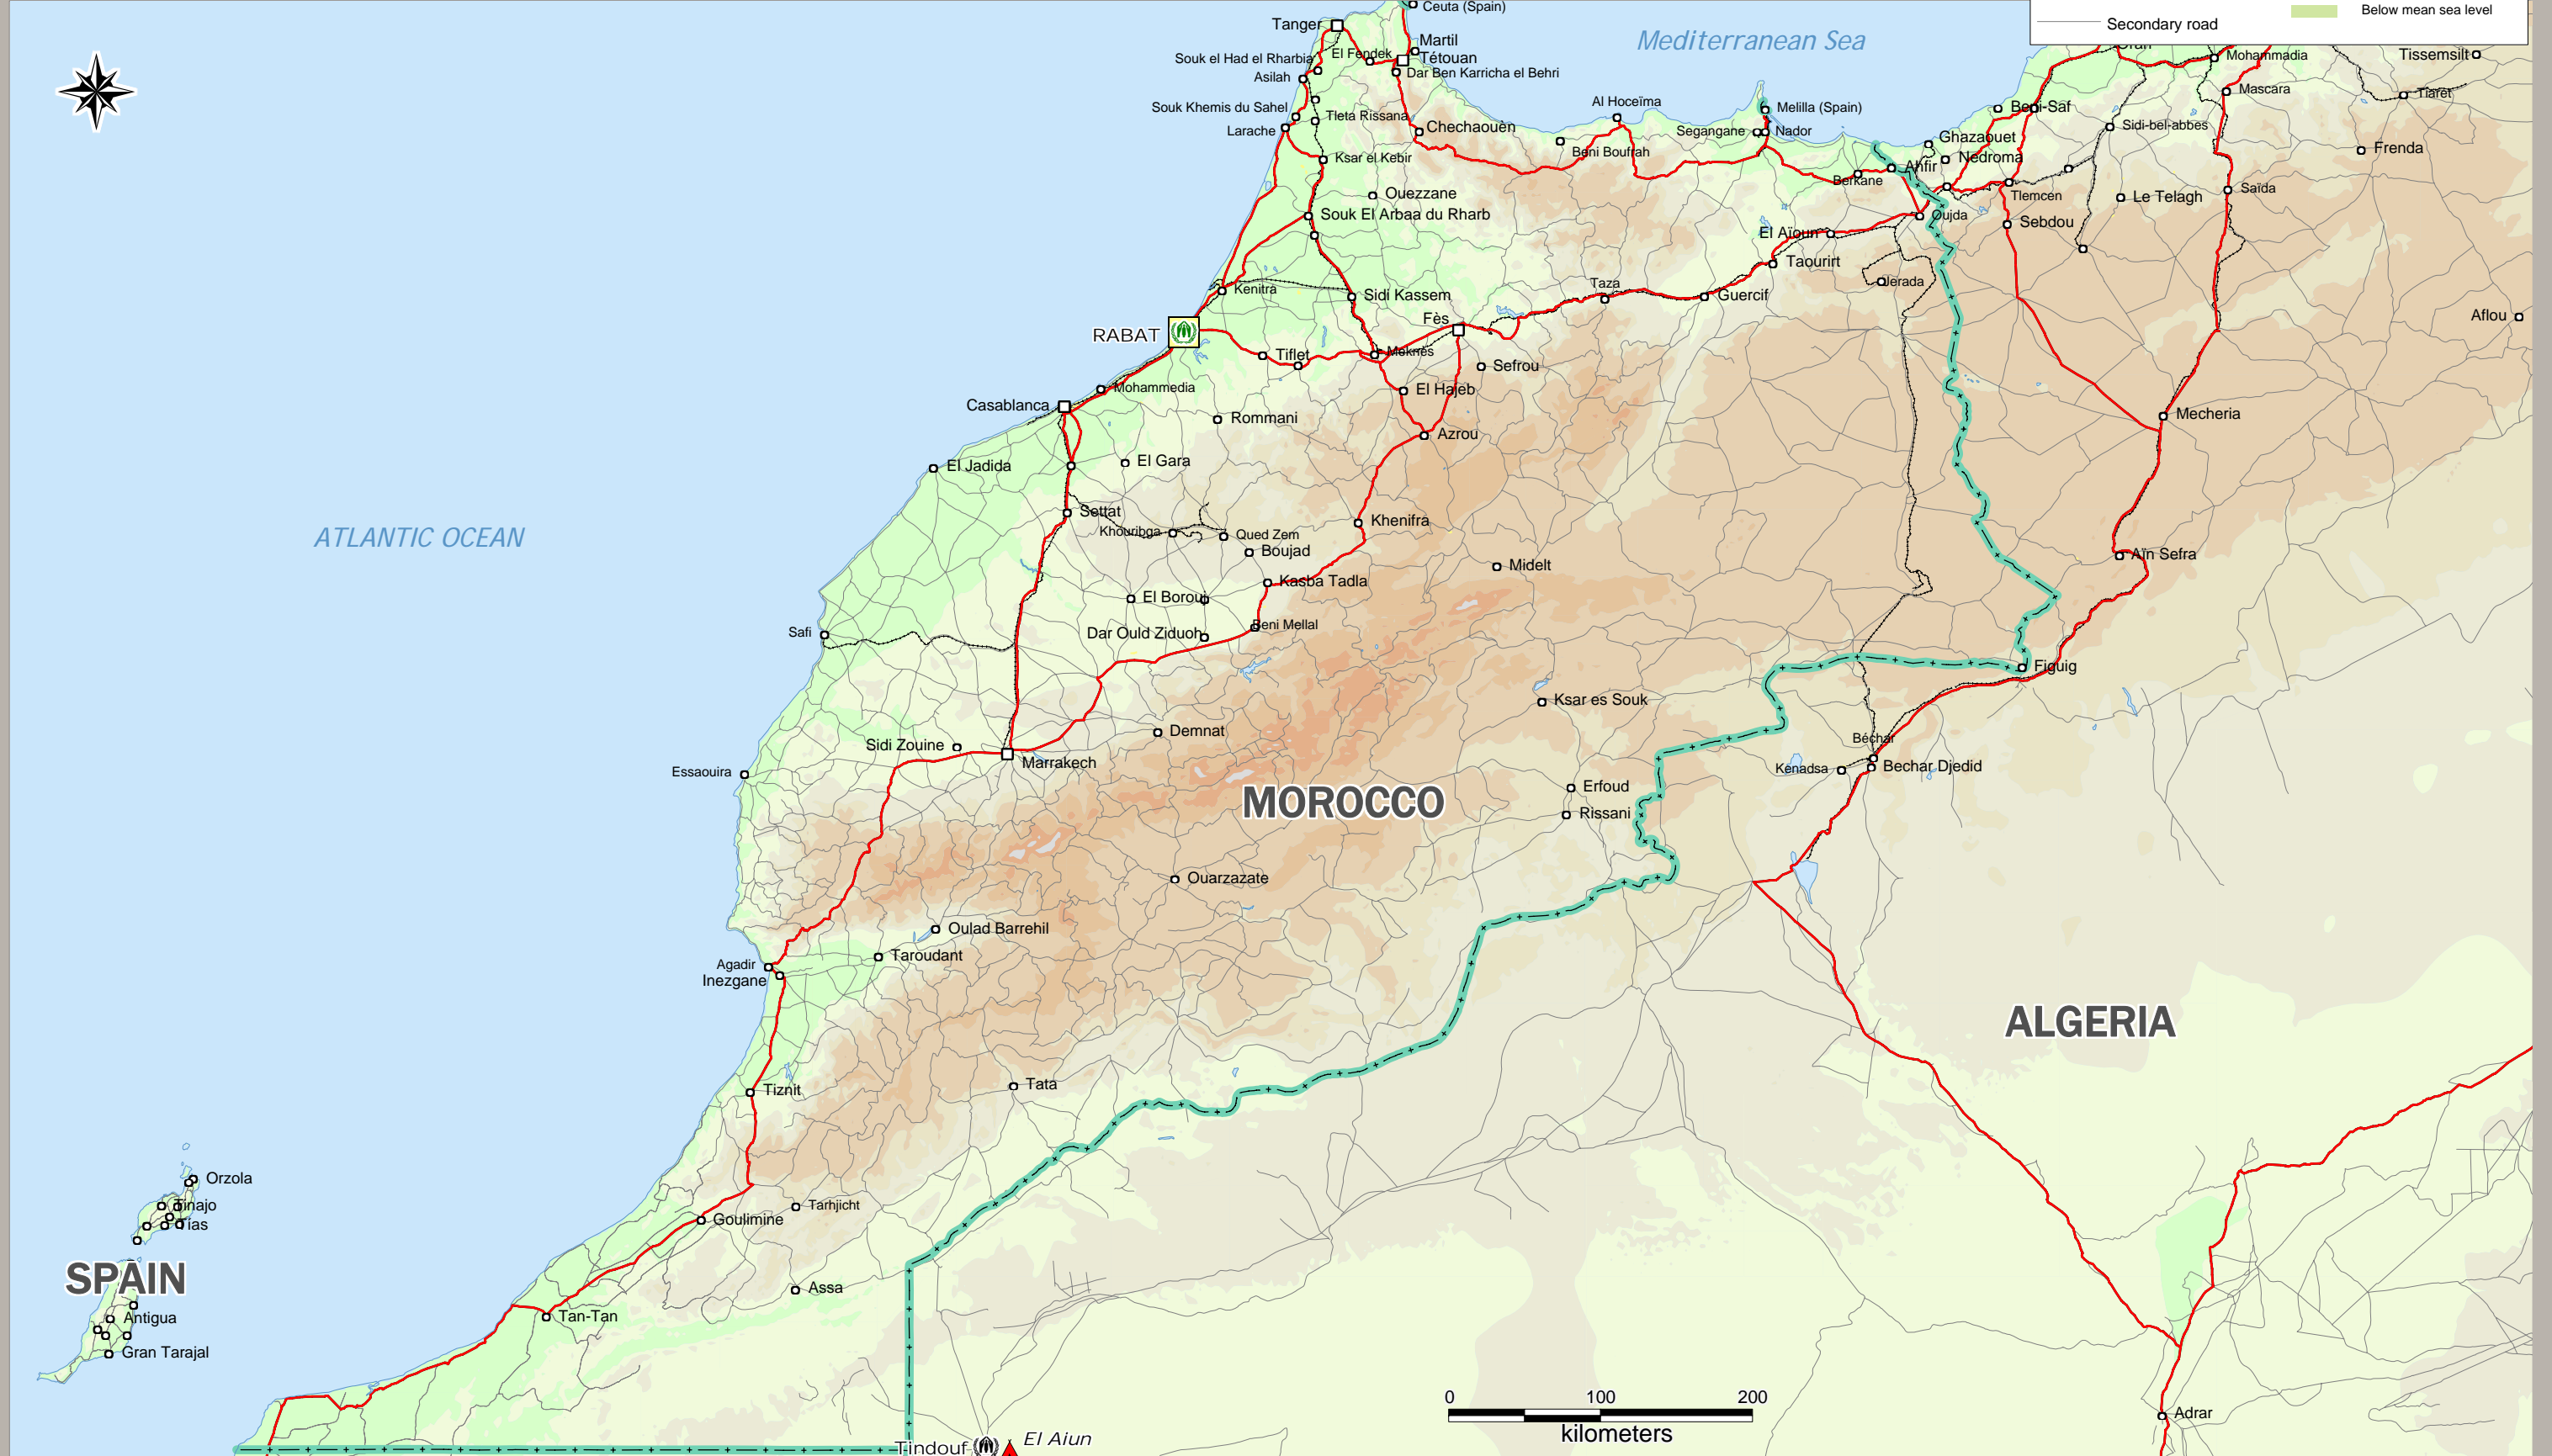 Ceuta (Spain)
Below mean sea level
Secondary road
Tanger
Martil
Mediterranean Sea
El Fendek
Tétouan
Souk el Had el Rharbia
Mohammadia
Tissemsilt
Asilah
Dar Ben Karricha el Behri
Mascara
Tiaret
Souk Khemis du Sahel
Al Hoceïma
Melilla (Spain)
Beni-Saf
Tleta Rissana
Larache
Chechaouèn
Segangane
Nador
Sidi-bel-abbes
Ghazaouet
Beni Boufrah
Frenda
Ksar el Kebir
Nedroma
Ahfir
Berkane
Ouezzane
Tlemcen
Le Telagh
Saïda
Souk El Arbaa du Rharb
Oujda
Sebdou
El Aïoun
Taourirt
Kenitra
Sidi Kassem
Taza
Guercif
Jerada
Fès
Aflou
RABAT
Tiflet
Meknes
Sefrou
Mohammedia
El Hajeb
Casablanca
Rommani
Mecheria
Azrou
El Jadida
El Gara
Settat
Khenifra
Khouribga
Qued Zem
ATLANTIC OCEAN
Boujad
Aïn Sefra
Midelt
Kasba Tadla
El Borouj
Safi
Dar Ould Ziduoh
Beni Mellal
Figuig
Ksar es Souk
Demnat
Sidi Zouine
Béchar
Marrakech
Essaouira
Kenadsa
Bechar Djedid
Erfoud
MOROCCO
Rissani
Ouarzazate
Oulad Barrehil
Taroudant
Agadir
Inezgane
ALGERIA
Tata
Tiznit
Orzola
Tinajo
Tarhjicht
Tias
Goulimine
SPAIN
Assa
Antigua
Tan-Tan
Gran Tarajal
0 100 200
kilometers
Adrar
Tindouf
El Aiun